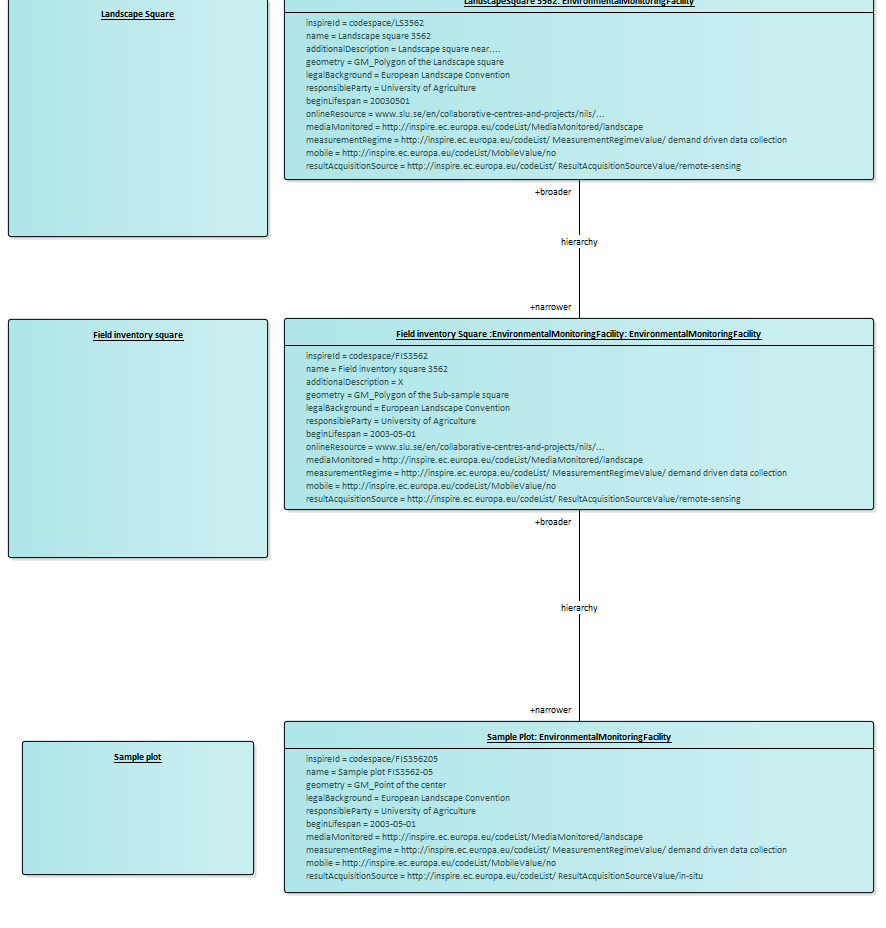 Landscape Square
LandscapeSquare 3562: EnvironmentalMonitoringFacility
inspireId = codespace/LS3562
name = Landscape square 3562
additionalDescription = Landscape square near....
geometry = GM_Polygon of the Landscape square
legalBackground = European Landscape Convention
responsibleParty = University of Agriculture
beginLifespan = 20030501
onlineResource = www.slu.se/en/collaborative-centres-and-projects/nils/...
mediaMonitored = http://inspire.ec.europa.eu/codeList/MediaMonitored/landscape
measurementRegime = http://inspire.ec.europa.eu/codeList/ MeasurementRegimeValue/ demand driven data collection
mobile = http://inspire.ec.europa.eu/codeList/MobileValue/no
resultAcquisitionSource = http://inspire.ec.europa.eu/codeList/ ResultAcquisitionSourceValue/remote-sensing
+broader
hierarchy
+narrower
Field inventory square
Field inventory Square :EnvironmentalMonitoringFacility: EnvironmentalMonitoringFacility
inspireId = codespace/FIS3562
name = Field inventory square 3562
additionalDescription = X
geometry = GM_Polygon of the Sub-sample square
legalBackground = European Landscape Convention
responsibleParty = University of Agriculture
beginLifespan = 2003-05-01
onlineResource = www.slu.se/en/collaborative-centres-and-projects/nils/...
mediaMonitored = http://inspire.ec.europa.eu/codeList/MediaMonitored/landscape
measurementRegime = http://inspire.ec.europa.eu/codeList/ MeasurementRegimeValue/ demand driven data collection
mobile = http://inspire.ec.europa.eu/codeList/MobileValue/no
resultAcquisitionSource = http://inspire.ec.europa.eu/codeList/ ResultAcquisitionSourceValue/remote-sensing
+broader
hierarchy
+narrower
Sample plot
Sample Plot: EnvironmentalMonitoringFacility
inspireId = codespace/FIS356205
name = Sample plot FIS3562-05
geometry = GM_Point of the center
legalBackground = European Landscape Convention
responsibleParty = University of Agriculture
beginLifespan = 2003-05-01
mediaMonitored = http://inspire.ec.europa.eu/codeList/MediaMonitored/landscape
measurementRegime = http://inspire.ec.europa.eu/codeList/ MeasurementRegimeValue/ demand driven data collection
mobile = http://inspire.ec.europa.eu/codeList/MobileValue/no
resultAcquisitionSource = http://inspire.ec.europa.eu/codeList/ ResultAcquisitionSourceValue/in-situ